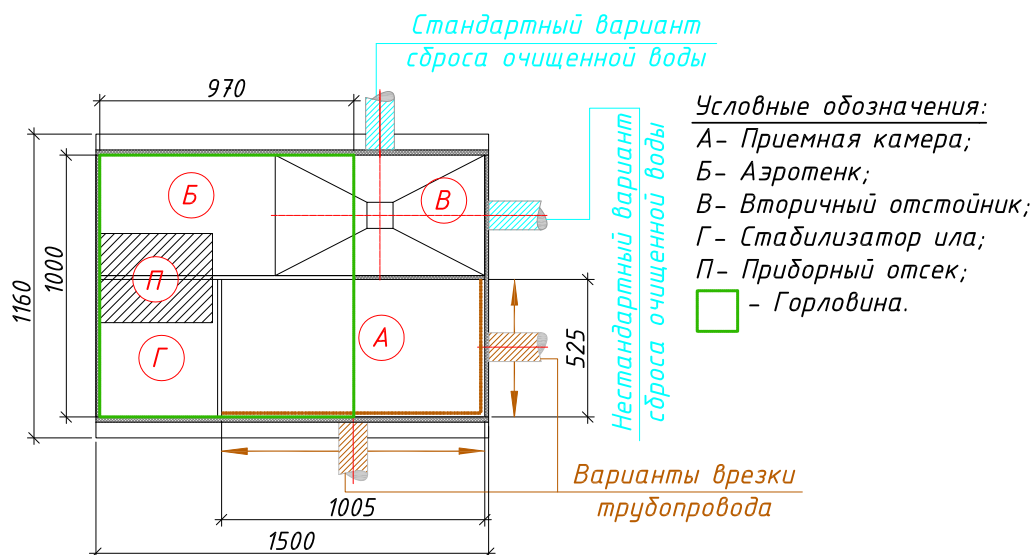 Стандартный вариант
сброса очищенной воды
970
Нестандартный вариант
сброса очищенной воды
Условные обозначения:
А- Приемная камера;
Б- Аэротенк;
В- Вторичный отстойник;
Г- Стабилизатор ила;
П- Приборный отсек;
- Горловина.
Б
В
П
А
Г
1160
1000
525
Варианты врезки
трубопровода
1005
1500